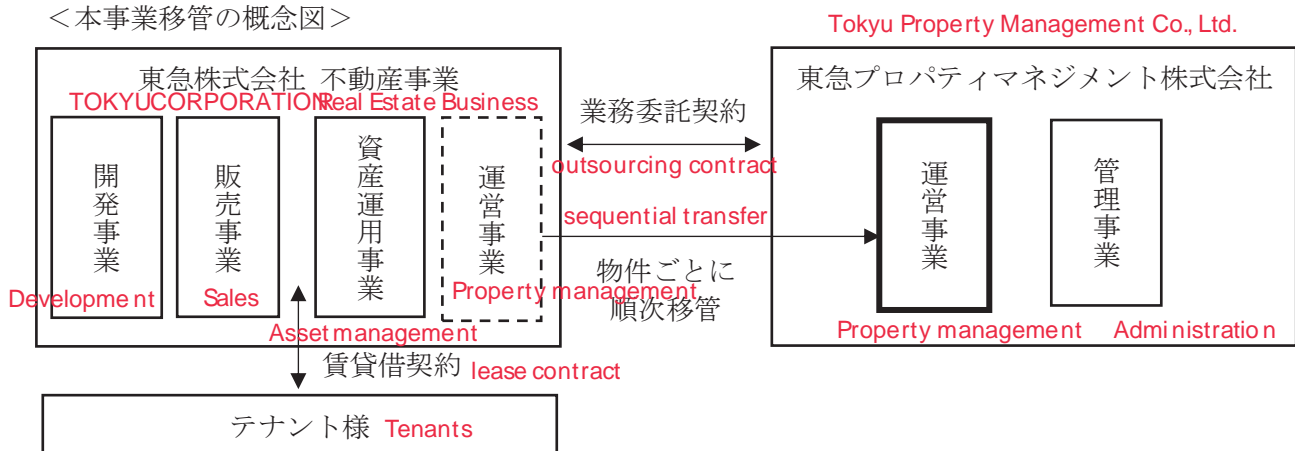 ＜本事業移管の概念図＞
Tokyu Property Management Co., Ltd.
東急株式会社 不動産事業
TOKYUCORPORATION Real Estate Business
開発事業
Development
販売事業
Sales
資産運用事業
Asset management
運営事業
Property management
業務委託契約
outsourcing contract
sequential transfer
物件ごとに
順次移管
東急プロパティマネジメント株式会社
運営事業
Property management
管理事業
Administration
賃貸借契約 lease contract
テナント様 Tenants